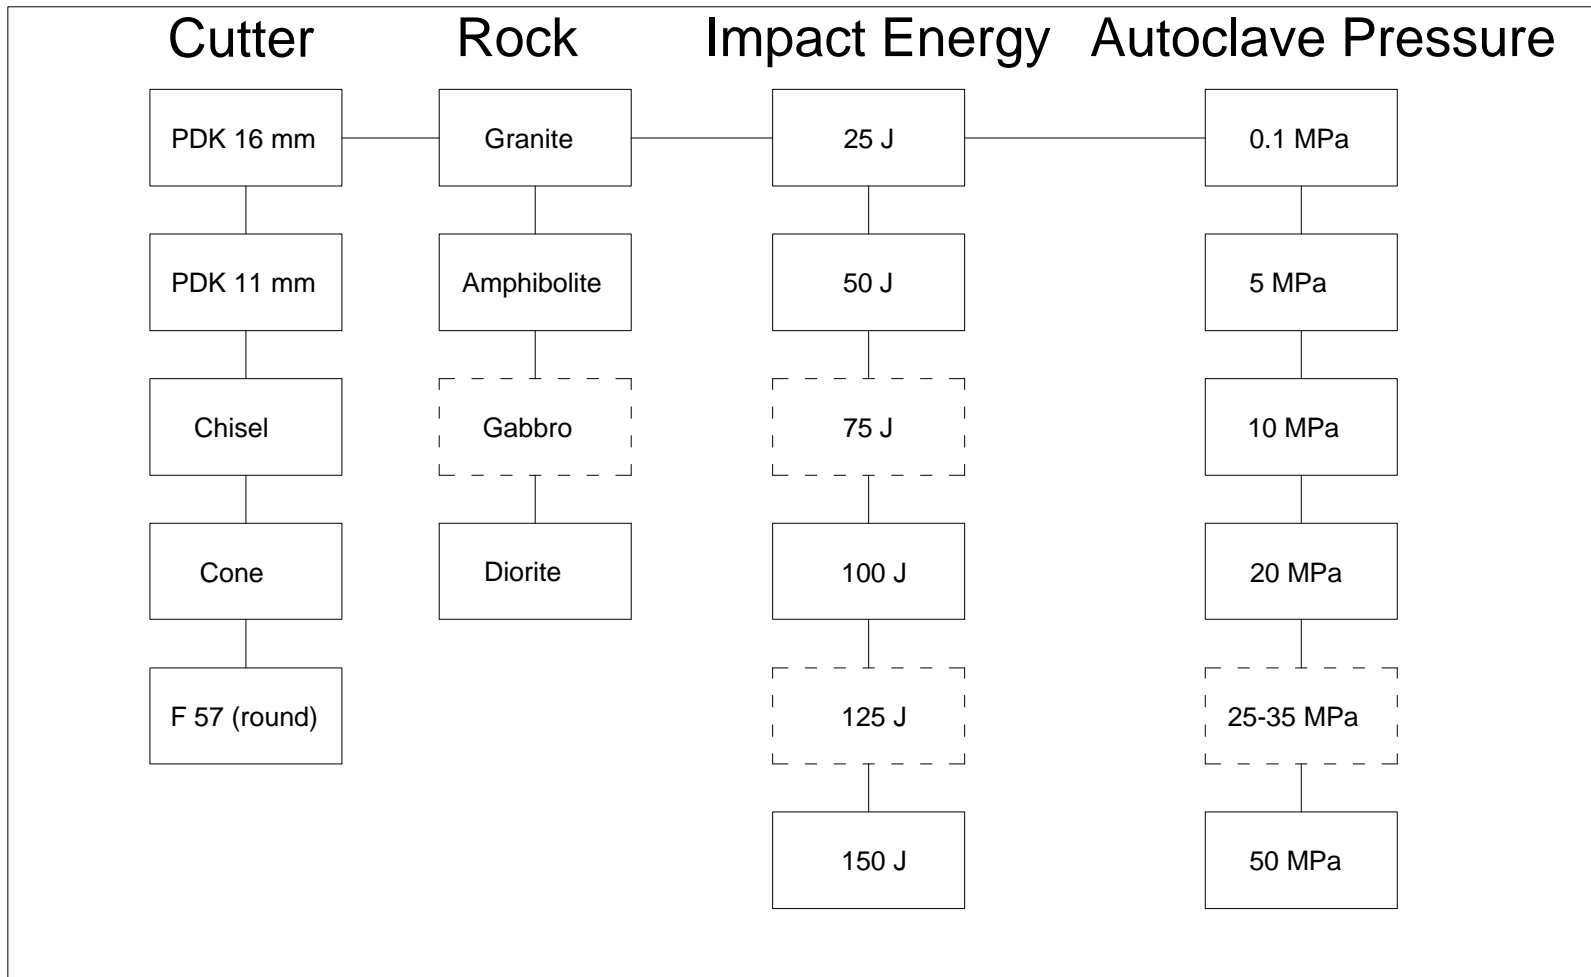 Cutter Rock Impact Energy Autoclave Pressure
PDK 16 mm Granite 25 J 0.1 MPa
PDK 11 mm Amphibolite 50 J 5 MPa
Chisel Gabbro 75 J 10 MPa
Cone Diorite 100 J 20 MPa
F 57 (round) 125 J 25-35 MPa
150 J 50 MPa